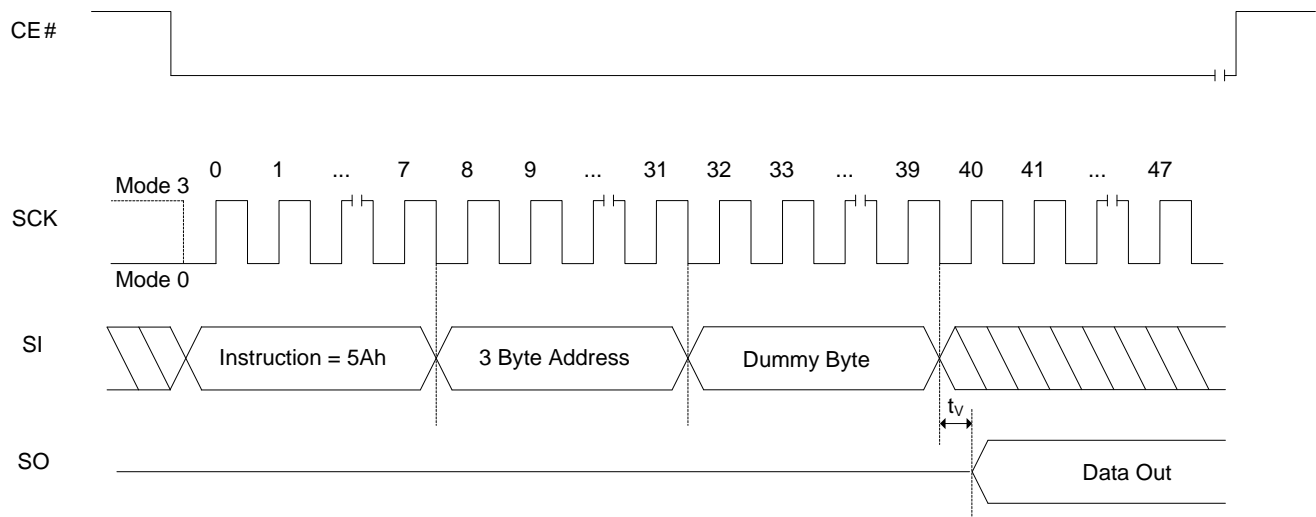 CE#
0 1 ... 7 8 9 ... 31 32 33 ... 39 40 41 ... 47
Mode 3
SCK
Mode 0
SI
Instruction = 5Ah
3 Byte Address
Dummy Byte
tV
SO
Data Out